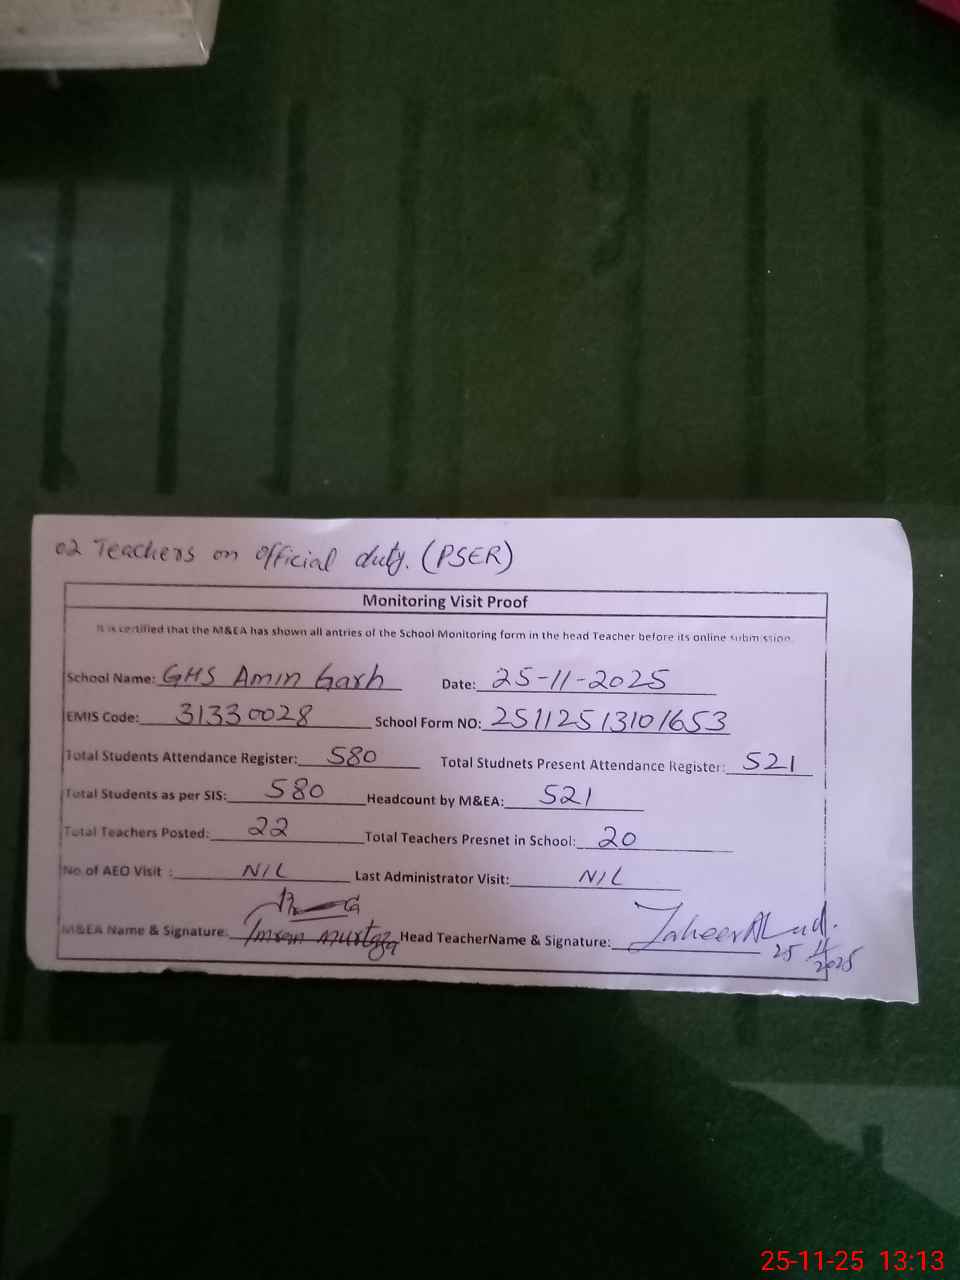 02 Teachers on official duty. (PSER)
Monitoring Visit Proof
It is certified that the M&EA has shown all antries of the School Monitoring form in the head Teacher before its online submission.
School Name: GHS Amin Garh Date: 25-11-2025
EMIS Code: 31330028 School Form NO: 25112513101653
Total Students Attendance Register: 580 Total Studnets Present Attendance Register: 521
Total Students as per SIS: 580 Headcount by M&EA: 521
Total Teachers Posted: 22 Total Teachers Presnet in School: 20
No of AEO Visit : NIL Last Administrator Visit: NIL
M&EA Name & Signature: Imran Murtaza Head TeacherName & Signature: Zaheer Ahmad.
25 11 2025
25-11-25 13:13